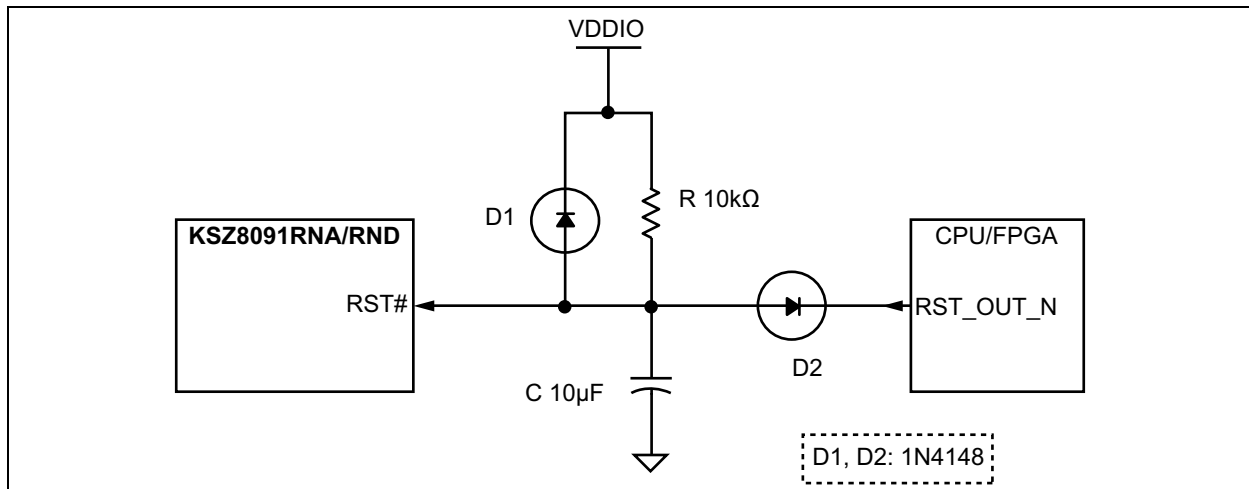 VDDIO
D1
R 10kΩ
KSZ8091RNA/RND
CPU/FPGA
RST#
RST_OUT_N
D2
C 10µF
D1, D2: 1N4148